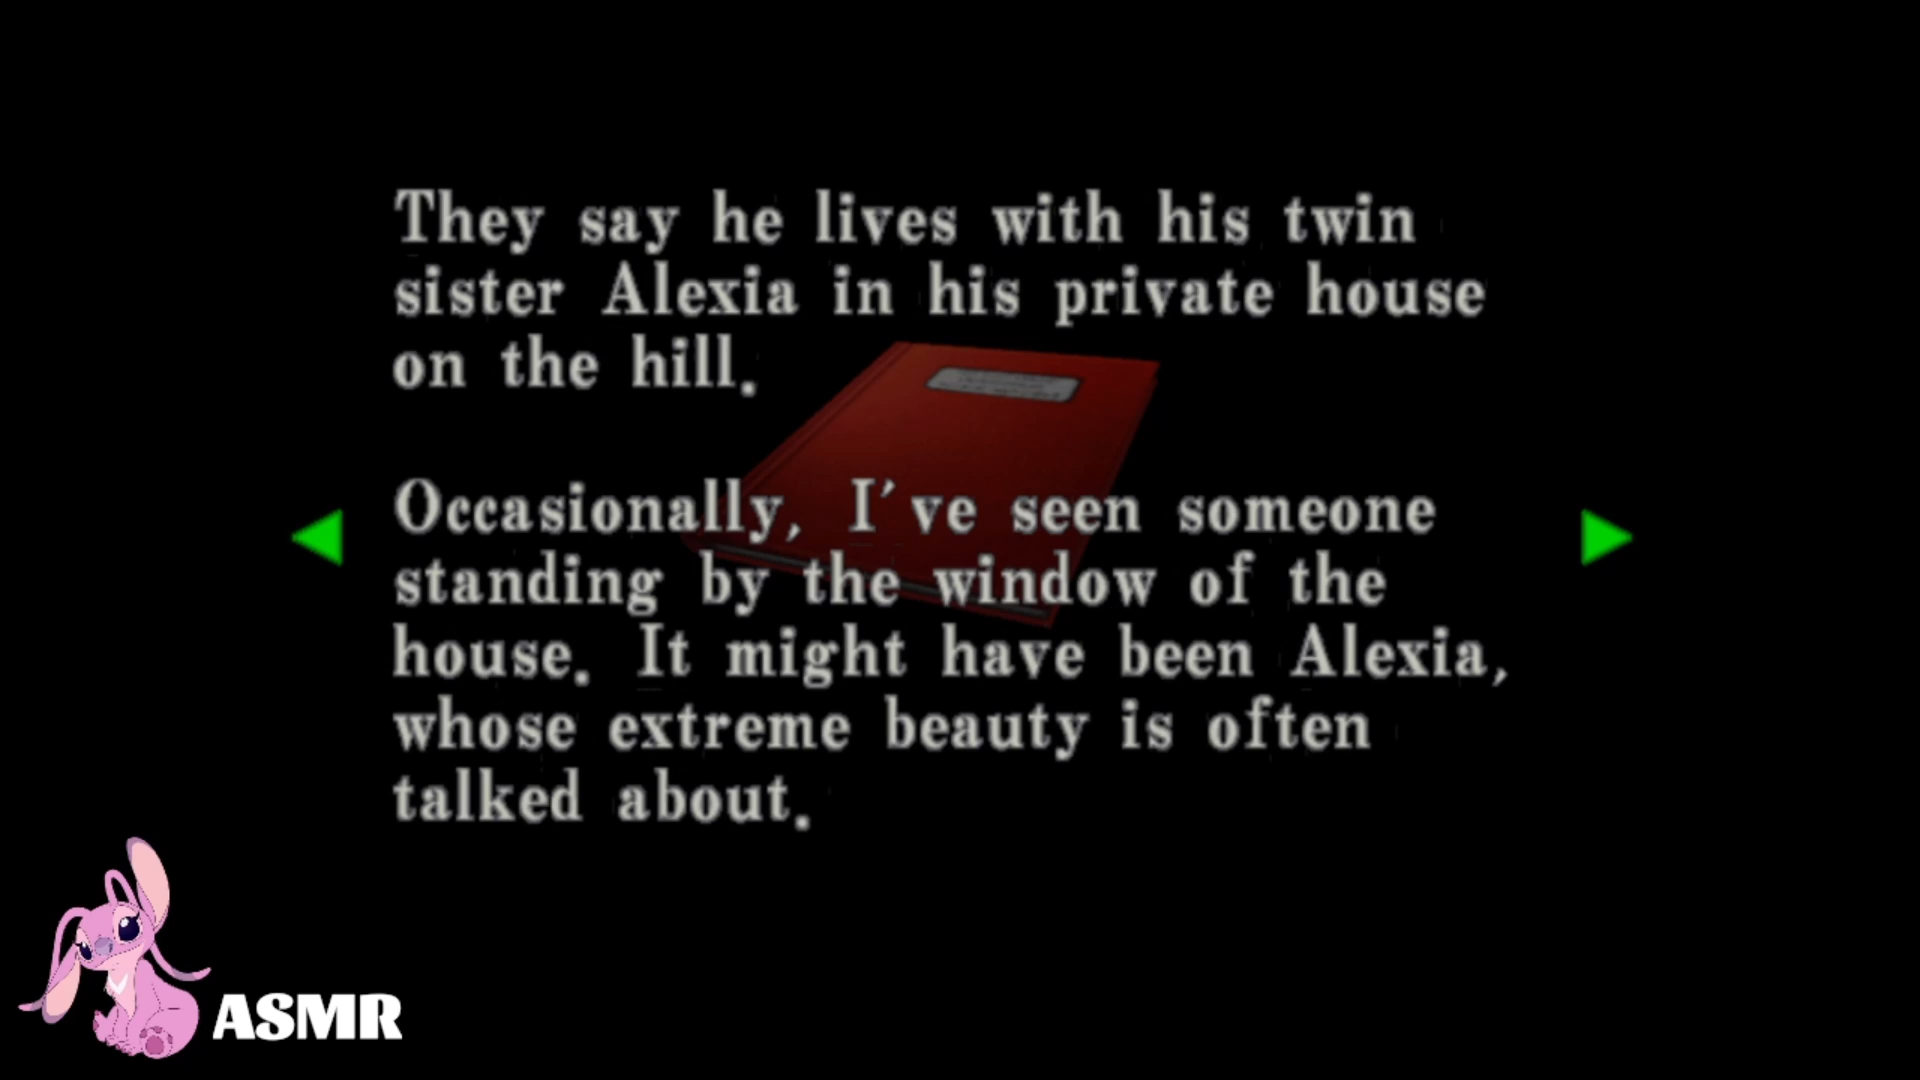 They say he lives with his twin
sister Alexia in his private house
on the hill.
Occasionally, I've seen someone
standing by the window of the
house. It might have been Alexia,
whose extreme beauty is often
talked about.
ASMR